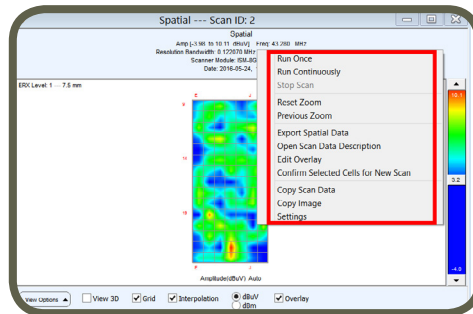 Spatial --- Scan ID: 2
Spatial
Amp [-3.98 to 10.11 dBuV] Freq: 43.280 MHz
Resolution Bandwidth: 0.122070 MHz
Scanner Module: ISM-8G
Date: 2016-05-24,
ERX Level: 1 --- 7.5 mm
Run Once
Run Continuously
Stop Scan
Reset Zoom
Previous Zoom
Export Spatial Data
Open Scan Data Description
Edit Overlay
Confirm Selected Cells for New Scan
Copy Scan Data
Copy Image
Settings
10.1
3.2
-4.0
10
Amplitude(dBuV) Auto
View Options
View 3D
Grid
Interpolation
dBuV
dBm
Overlay